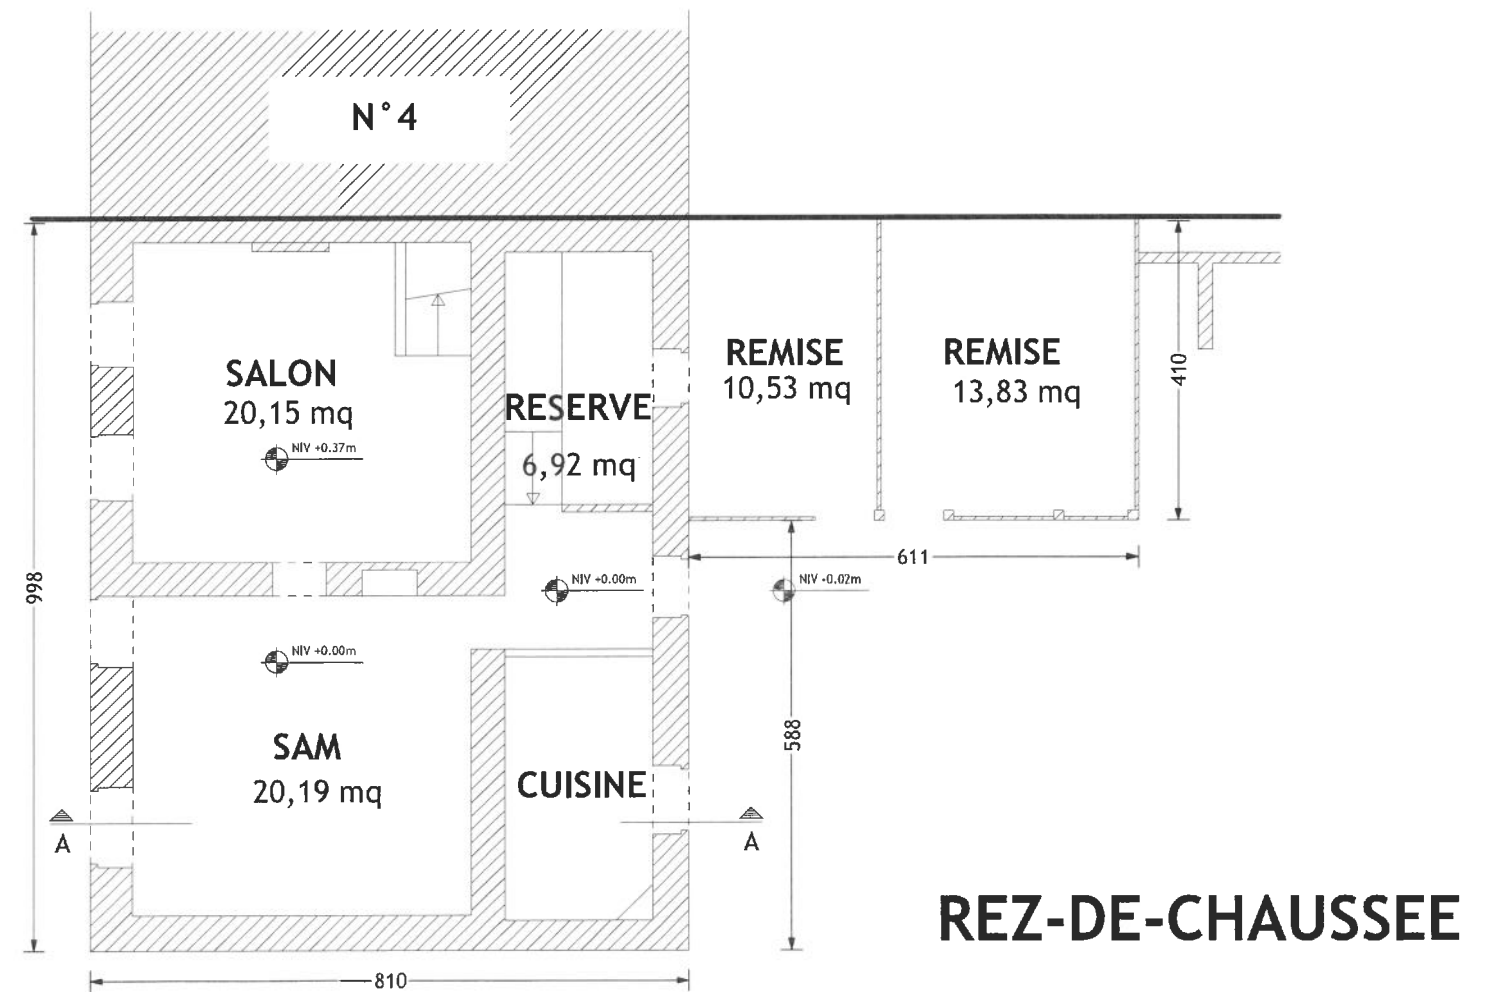 N°4
SALON
20,15 mq
NIV +0.37m
RESERVE
6,92 mq
REMISE
10,53 mq
REMISE
13,83 mq
410
611
998
NIV +0.00m
NIV -0.02m
NIV +0.00m
SAM
20,19 mq
CUISINE
588
A
A
REZ-DE-CHAUSSEE
810